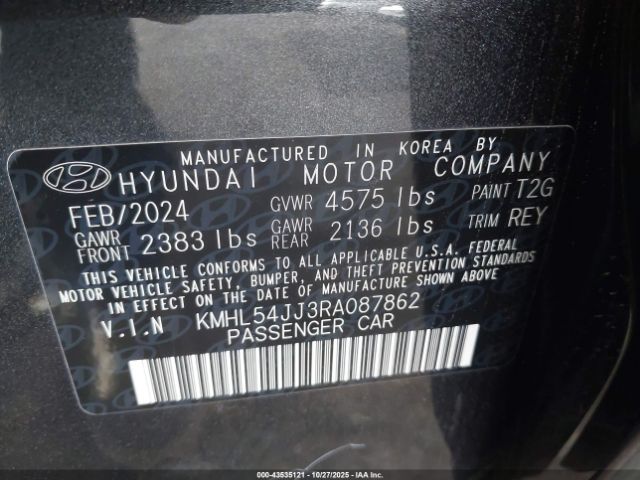 MANUFACTURED IN KOREA BY
HYUNDAI MOTOR COMPANY
FEB/2024 GVWR 4575 lbs PAINT T2G
GAWR FRONT 2383 lbs GAWR REAR 2136 lbs TRIM REY
THIS VEHICLE CONFORMS TO ALL APPLICABLE U.S.A. FEDERAL
MOTOR VEHICLE SAFETY, BUMPER, AND THEFT PREVENTION STANDARDS
IN EFFECT ON THE DATE OF MANUFACTURE SHOWN ABOVE
V.I.N KMHL54JJ3RA087862
PASSENGER CAR
000-43535121 - 10/27/2025 - IAA Inc.